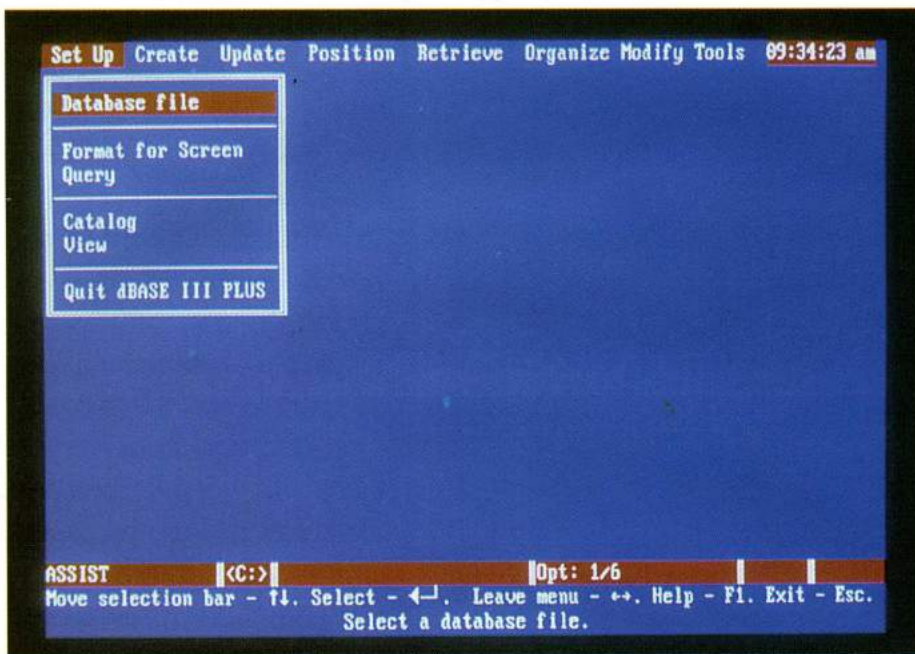 Set Up Create Update Position Retrieve Organize Modify Tools 09:34:23 am
Database file
Format for Screen
Query
Catalog
View
Quit dBASE III PLUS
ASSIST <C:> Opt: 1/6
Move selection bar - ↑↓. Select - ◄┘. Leave menu - ↔. Help - F1. Exit - Esc.
Select a database file.